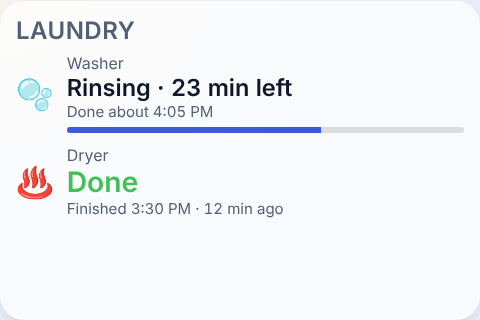 LAUNDRY
Washer
Rinsing · 23 min left
Done about 4:05 PM
Dryer
Done
Finished 3:30 PM · 12 min ago